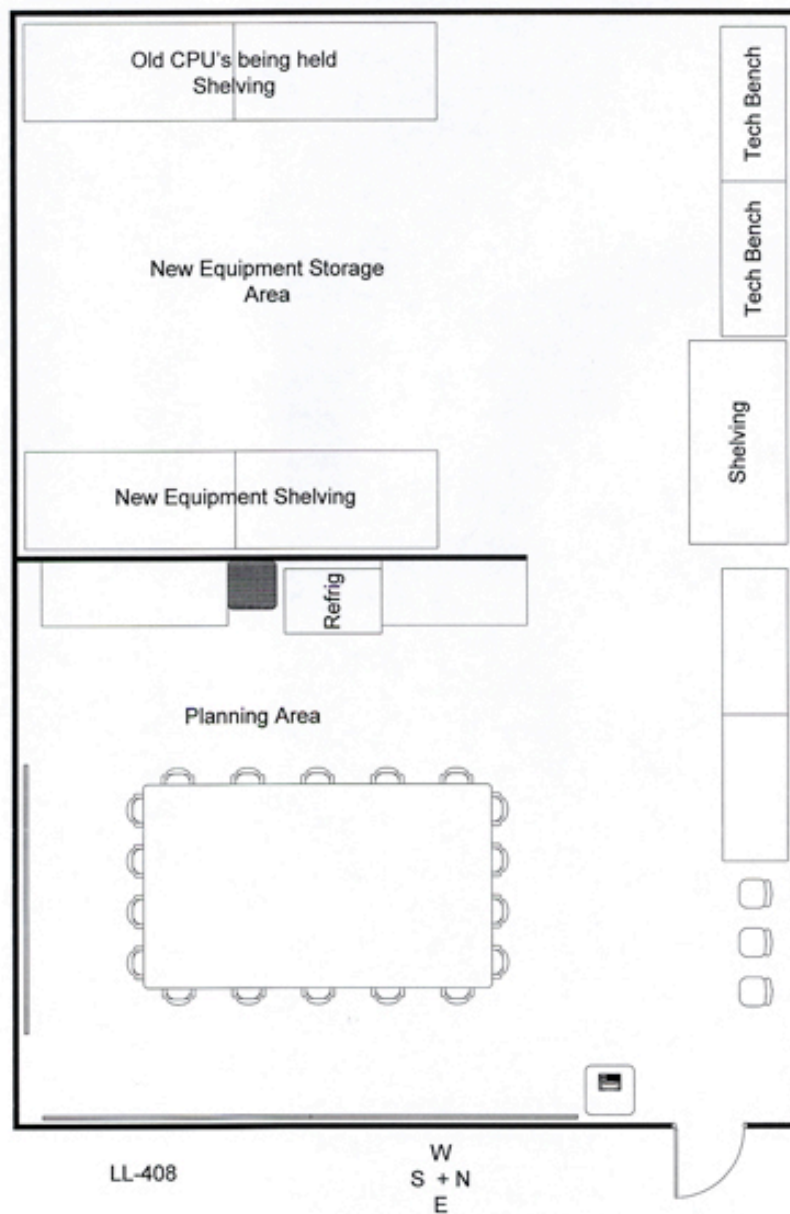 Old CPU's being held
Shelving
Tech Bench
Tech Bench
New Equipment Storage
Area
Shelving
New Equipment Shelving
Refrig
Planning Area
LL-408
W
S + N
E